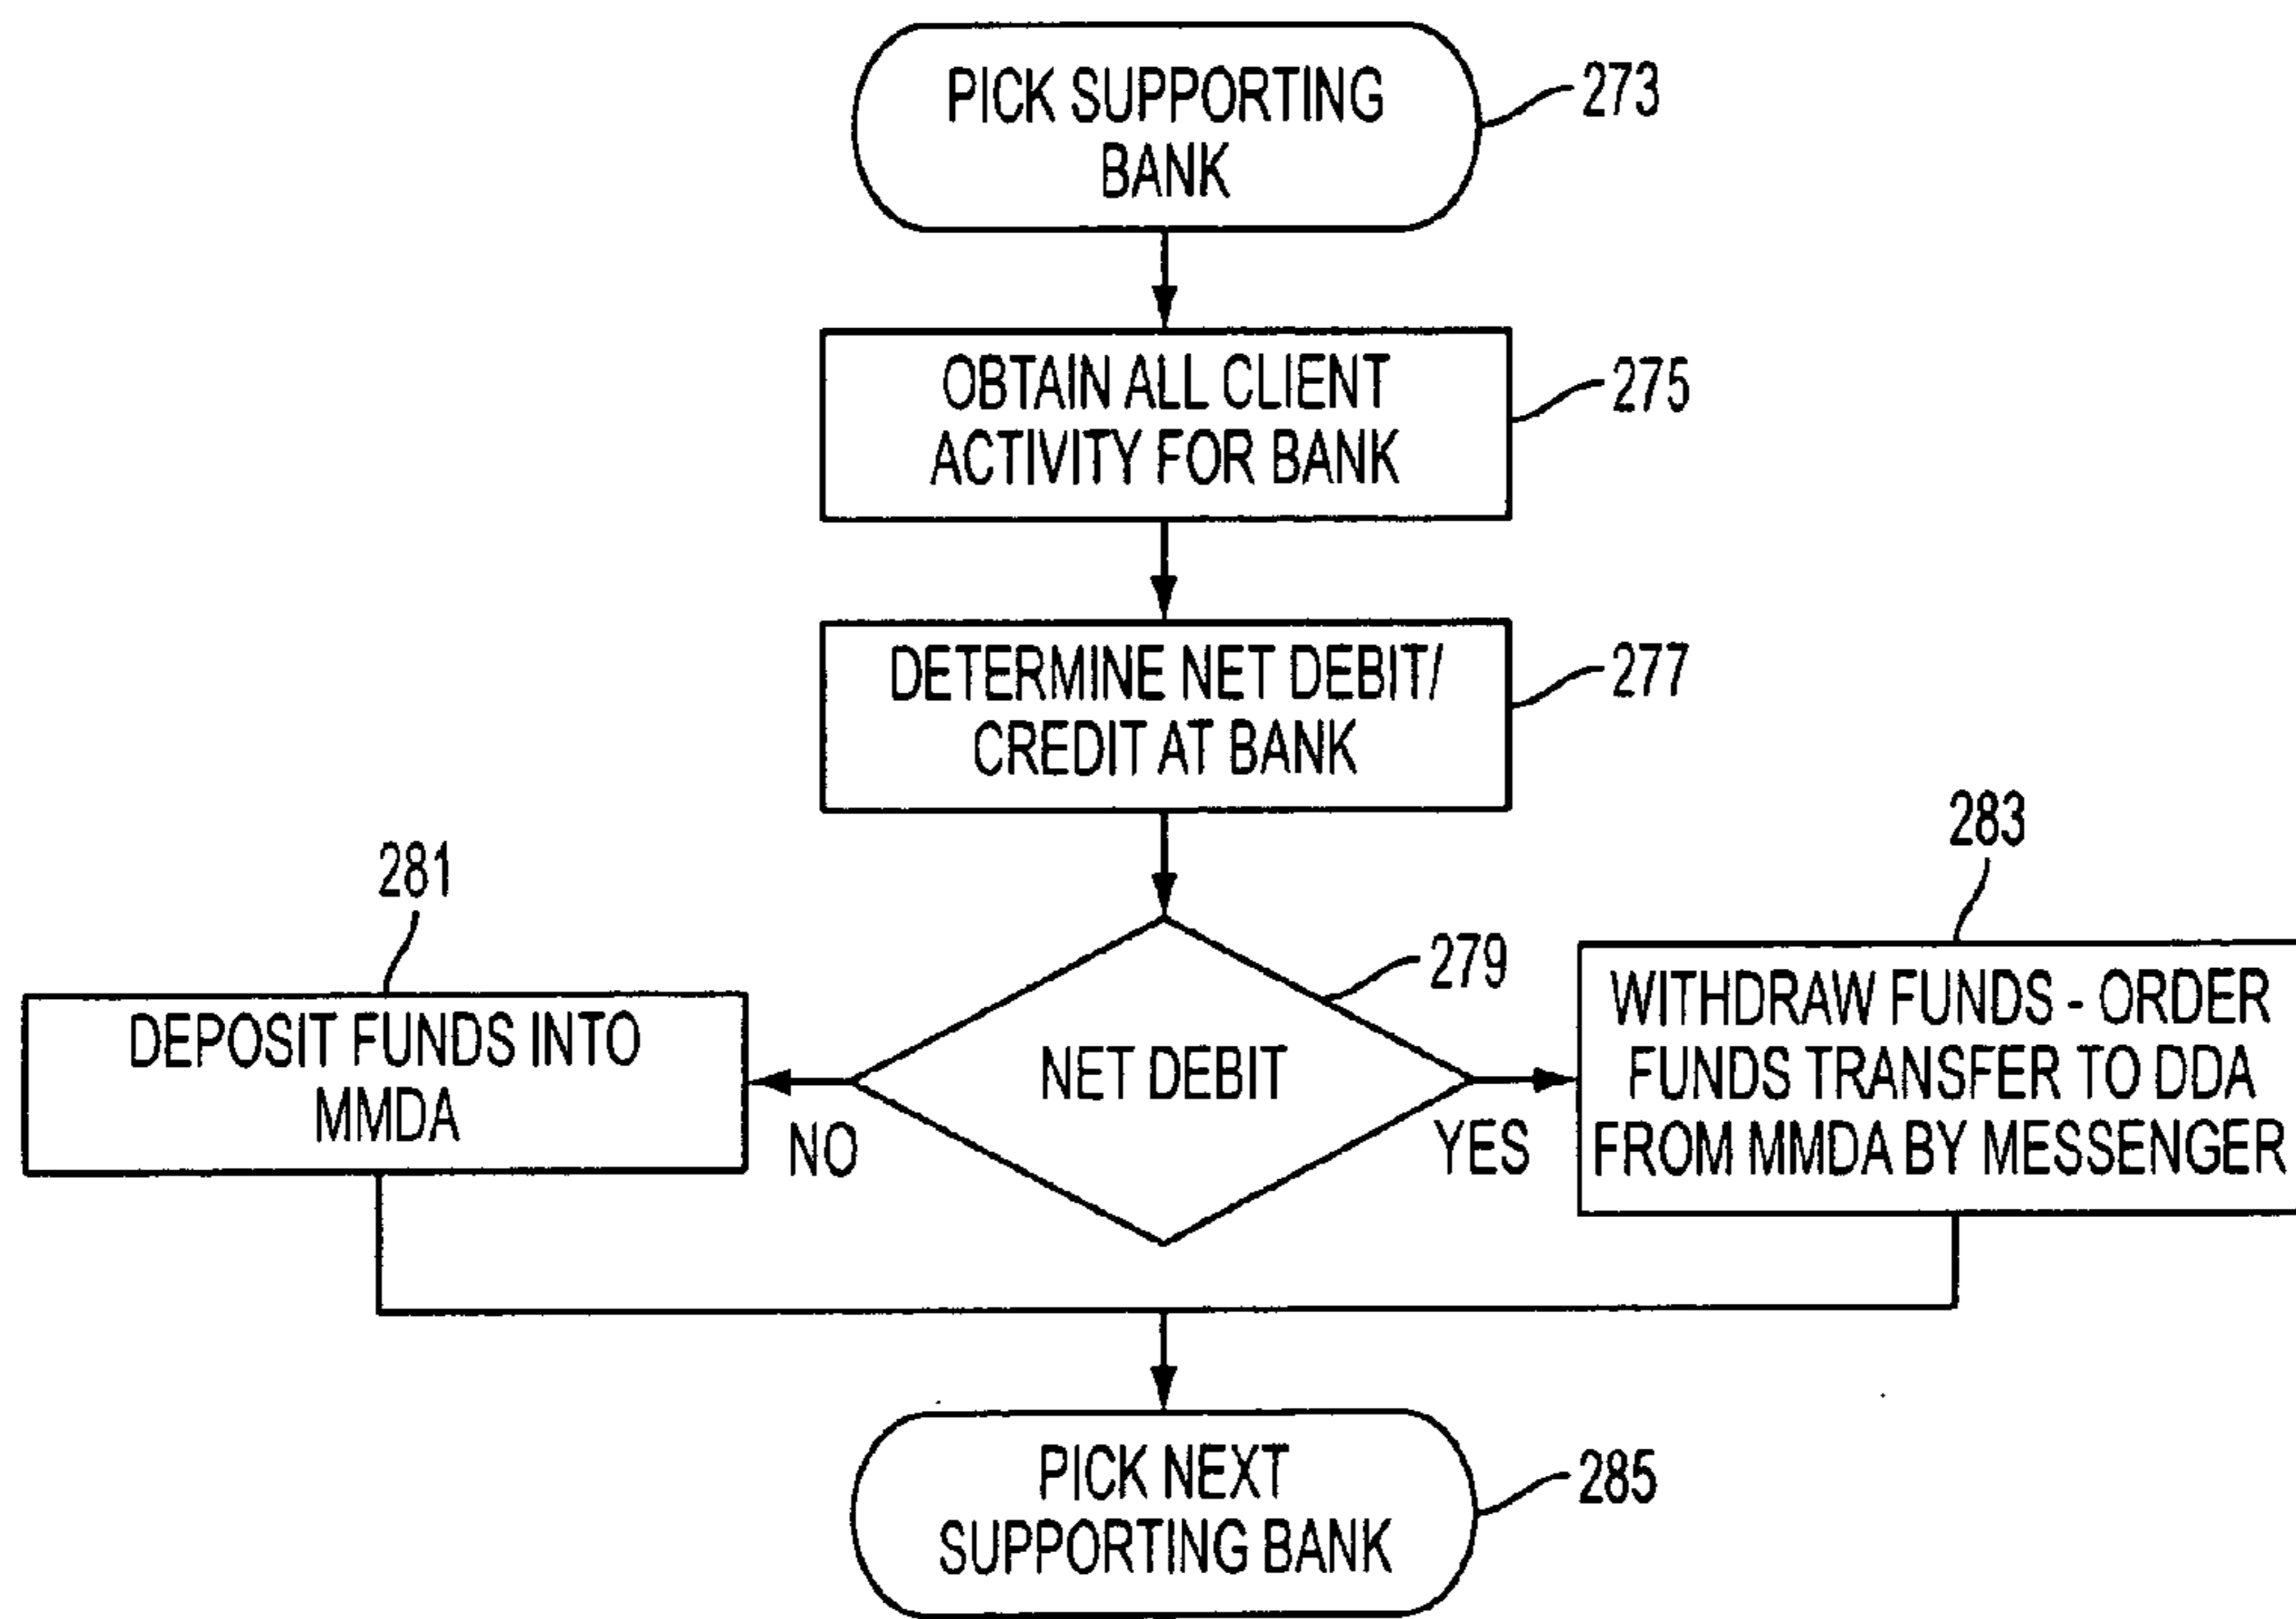 PICK SUPPORTING
BANK
273
OBTAIN ALL CLIENT
ACTIVITY FOR BANK
275
DETERMINE NET DEBIT/
CREDIT AT BANK
277
281
DEPOSIT FUNDS INTO
MMDA
NO
NET DEBIT
279
YES
283
WITHDRAW FUNDS - ORDER
FUNDS TRANSFER TO DDA
FROM MMDA BY MESSENGER
PICK NEXT
SUPPORTING BANK
285